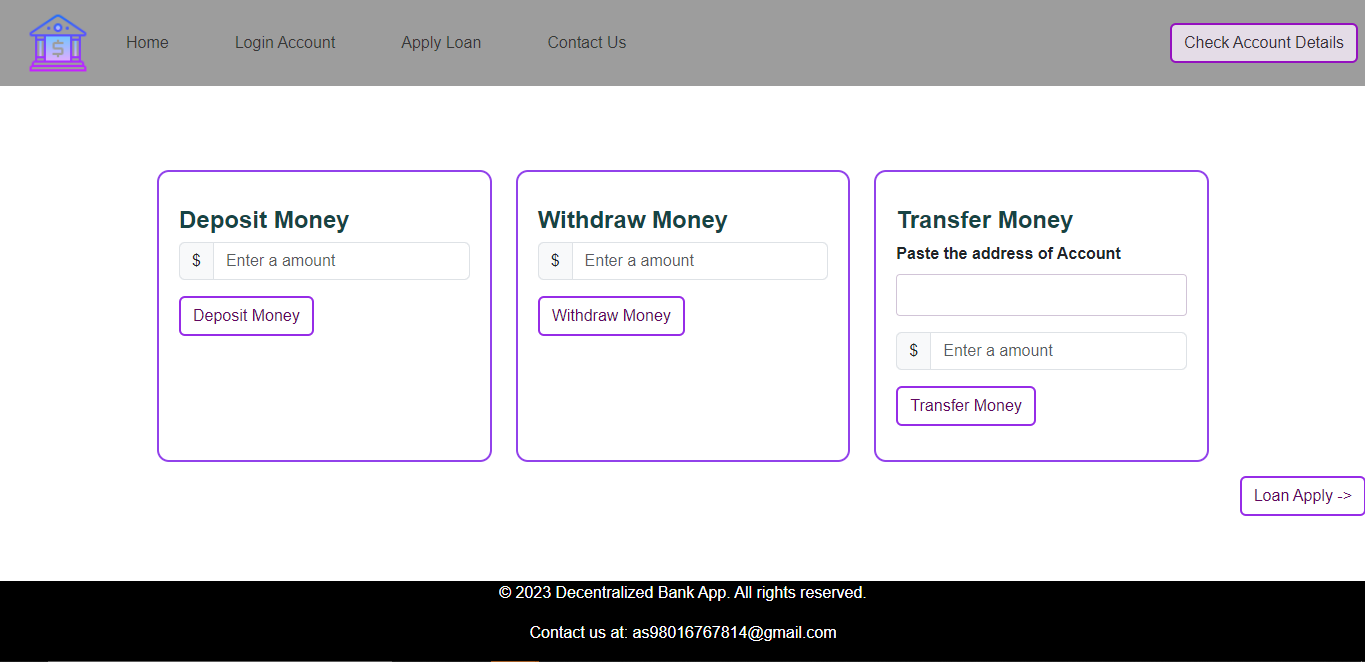 $
Home
Login Account
Apply Loan
Contact Us
Check Account Details
Deposit Money
$ Enter a amount
Deposit Money
Withdraw Money
$ Enter a amount
Withdraw Money
Transfer Money
Paste the address of Account
$ Enter a amount
Transfer Money
Loan Apply ->
© 2023 Decentralized Bank App. All rights reserved.
Contact us at: as98016767814@gmail.com